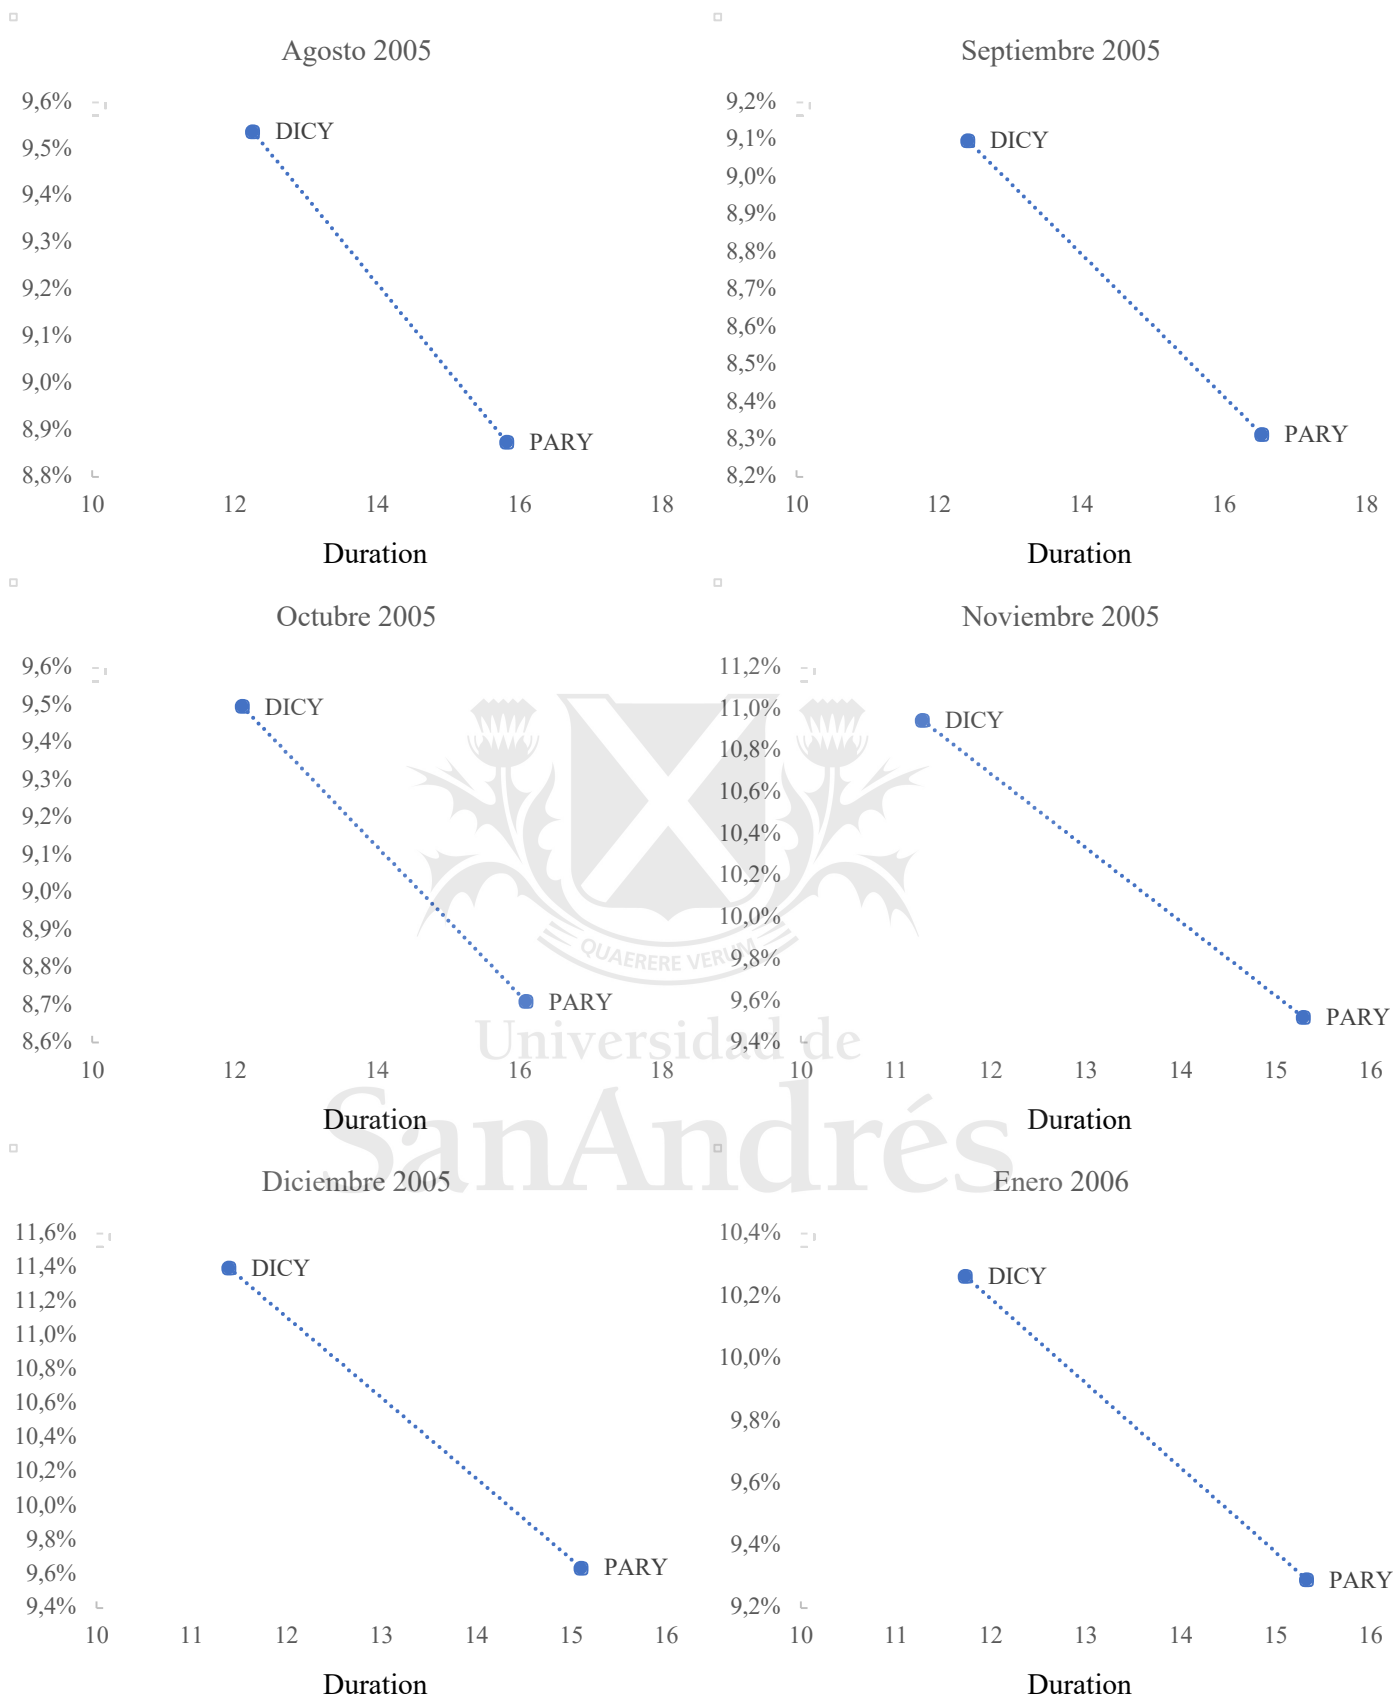 Agosto 2005
9,6%
9,5%
9,4%
9,3%
9,2%
9,1%
9,0%
8,9%
8,8%
DICY
PARY
10 12 14 16 18
Duration
Septiembre 2005
9,2%
9,1%
9,0%
8,9%
8,8%
8,7%
8,6%
8,5%
8,4%
8,3%
8,2%
DICY
PARY
10 12 14 16 18
Duration
Octubre 2005
9,6%
9,5%
9,4%
9,3%
9,2%
9,1%
9,0%
8,9%
8,8%
8,7%
8,6%
DICY
PARY
10 12 14 16 18
Duration
Noviembre 2005
11,2%
11,0%
10,8%
10,6%
10,4%
10,2%
10,0%
9,8%
9,6%
9,4%
DICY
PARY
10 11 12 13 14 15 16
Duration
QUAERERE VERUM
Universidad de
SanAndrés
Diciembre 2005
11,6%
11,4%
11,2%
11,0%
10,8%
10,6%
10,4%
10,2%
10,0%
9,8%
9,6%
9,4%
DICY
PARY
10 11 12 13 14 15 16
Duration
Enero 2006
10,4%
10,2%
10,0%
9,8%
9,6%
9,4%
9,2%
DICY
PARY
10 11 12 13 14 15 16
Duration